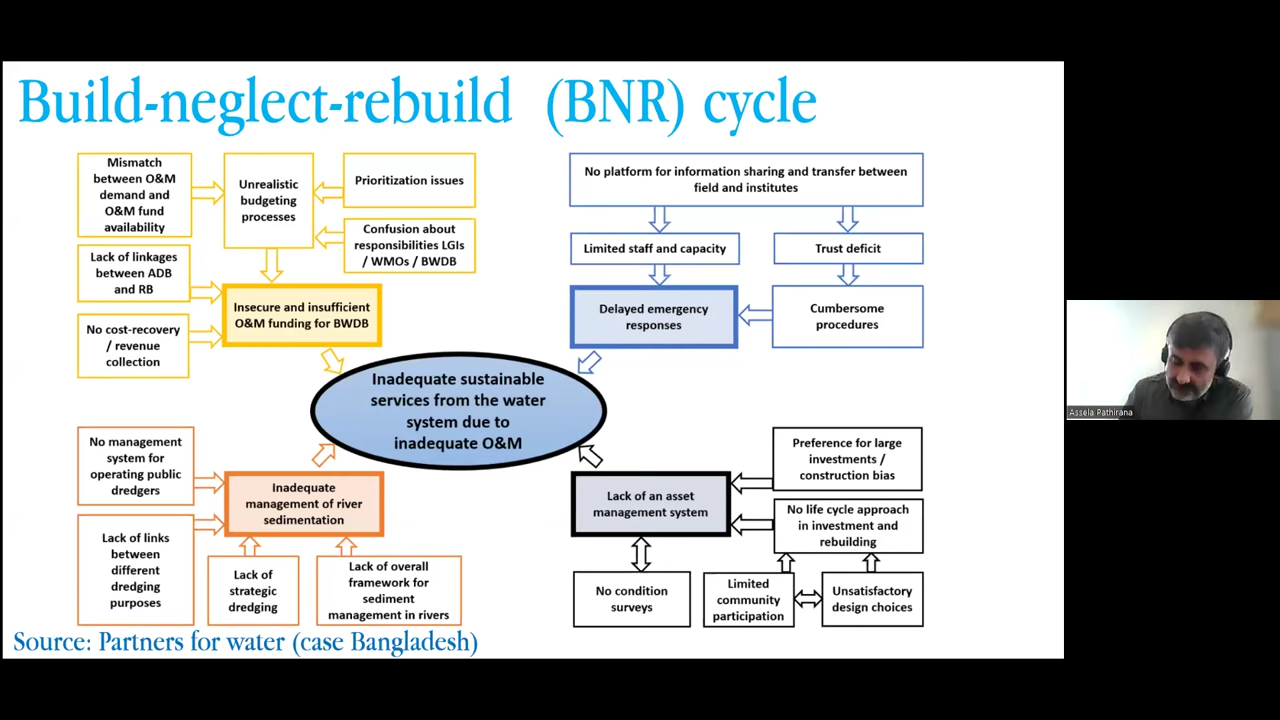 Build-neglect-rebuild (BNR) cycle
Mismatch
between O&M
demand and
O&M fund
availability
Unrealistic
budgeting
processes
Prioritization issues
Confusion about
responsibilities LGIs
/ WMOs / BWDB
Lack of linkages
between ADB
and RB
No cost-recovery
/ revenue
collection
Insecure and insufficient
O&M funding for BWDB
No platform for information sharing and transfer between
field and institutes
Limited staff and capacity
Trust deficit
Delayed emergency
responses
Cumbersome
procedures
Inadequate sustainable
services from the water
system due to
inadequate O&M
No management
system for
operating public
dredgers
Inadequate
management of river
sedimentation
Lack of links
between
different
dredging
purposes
Lack of
strategic
dredging
Lack of overall
framework for
sediment
management in rivers
Lack of an asset
management system
Preference for large
investments /
construction bias
No life cycle approach
in investment and
rebuilding
No condition
surveys
Limited
community
participation
Unsatisfactory
design choices
Source: Partners for water (case Bangladesh)
Assela Pathirana